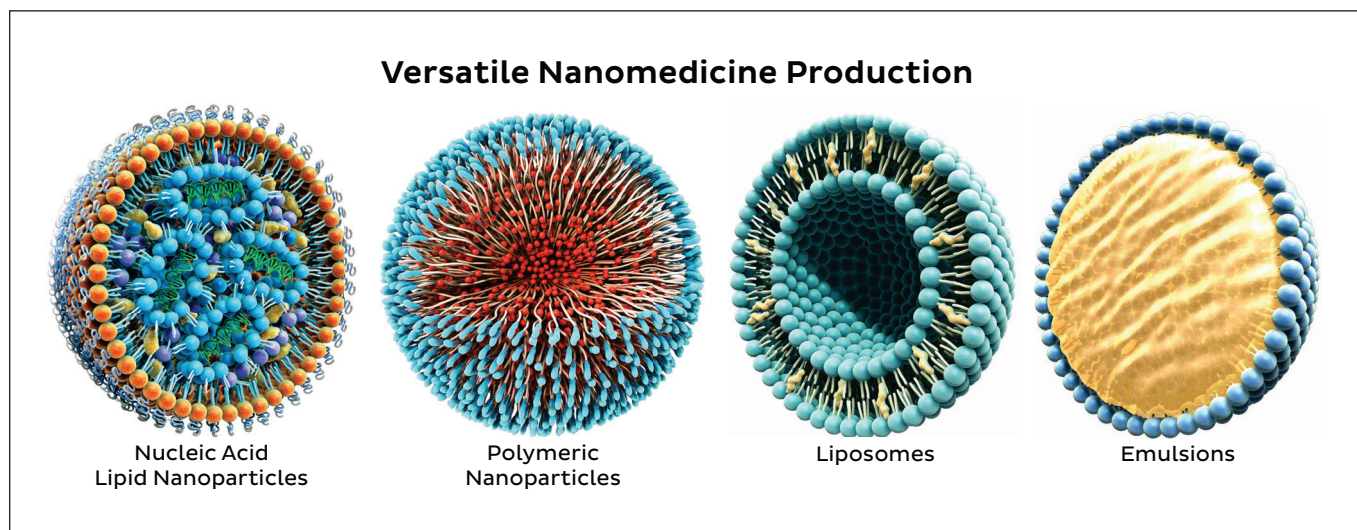 Versatile Nanomedicine Production
Nucleic Acid
Lipid Nanoparticles
Polymeric
Nanoparticles
Liposomes
Emulsions